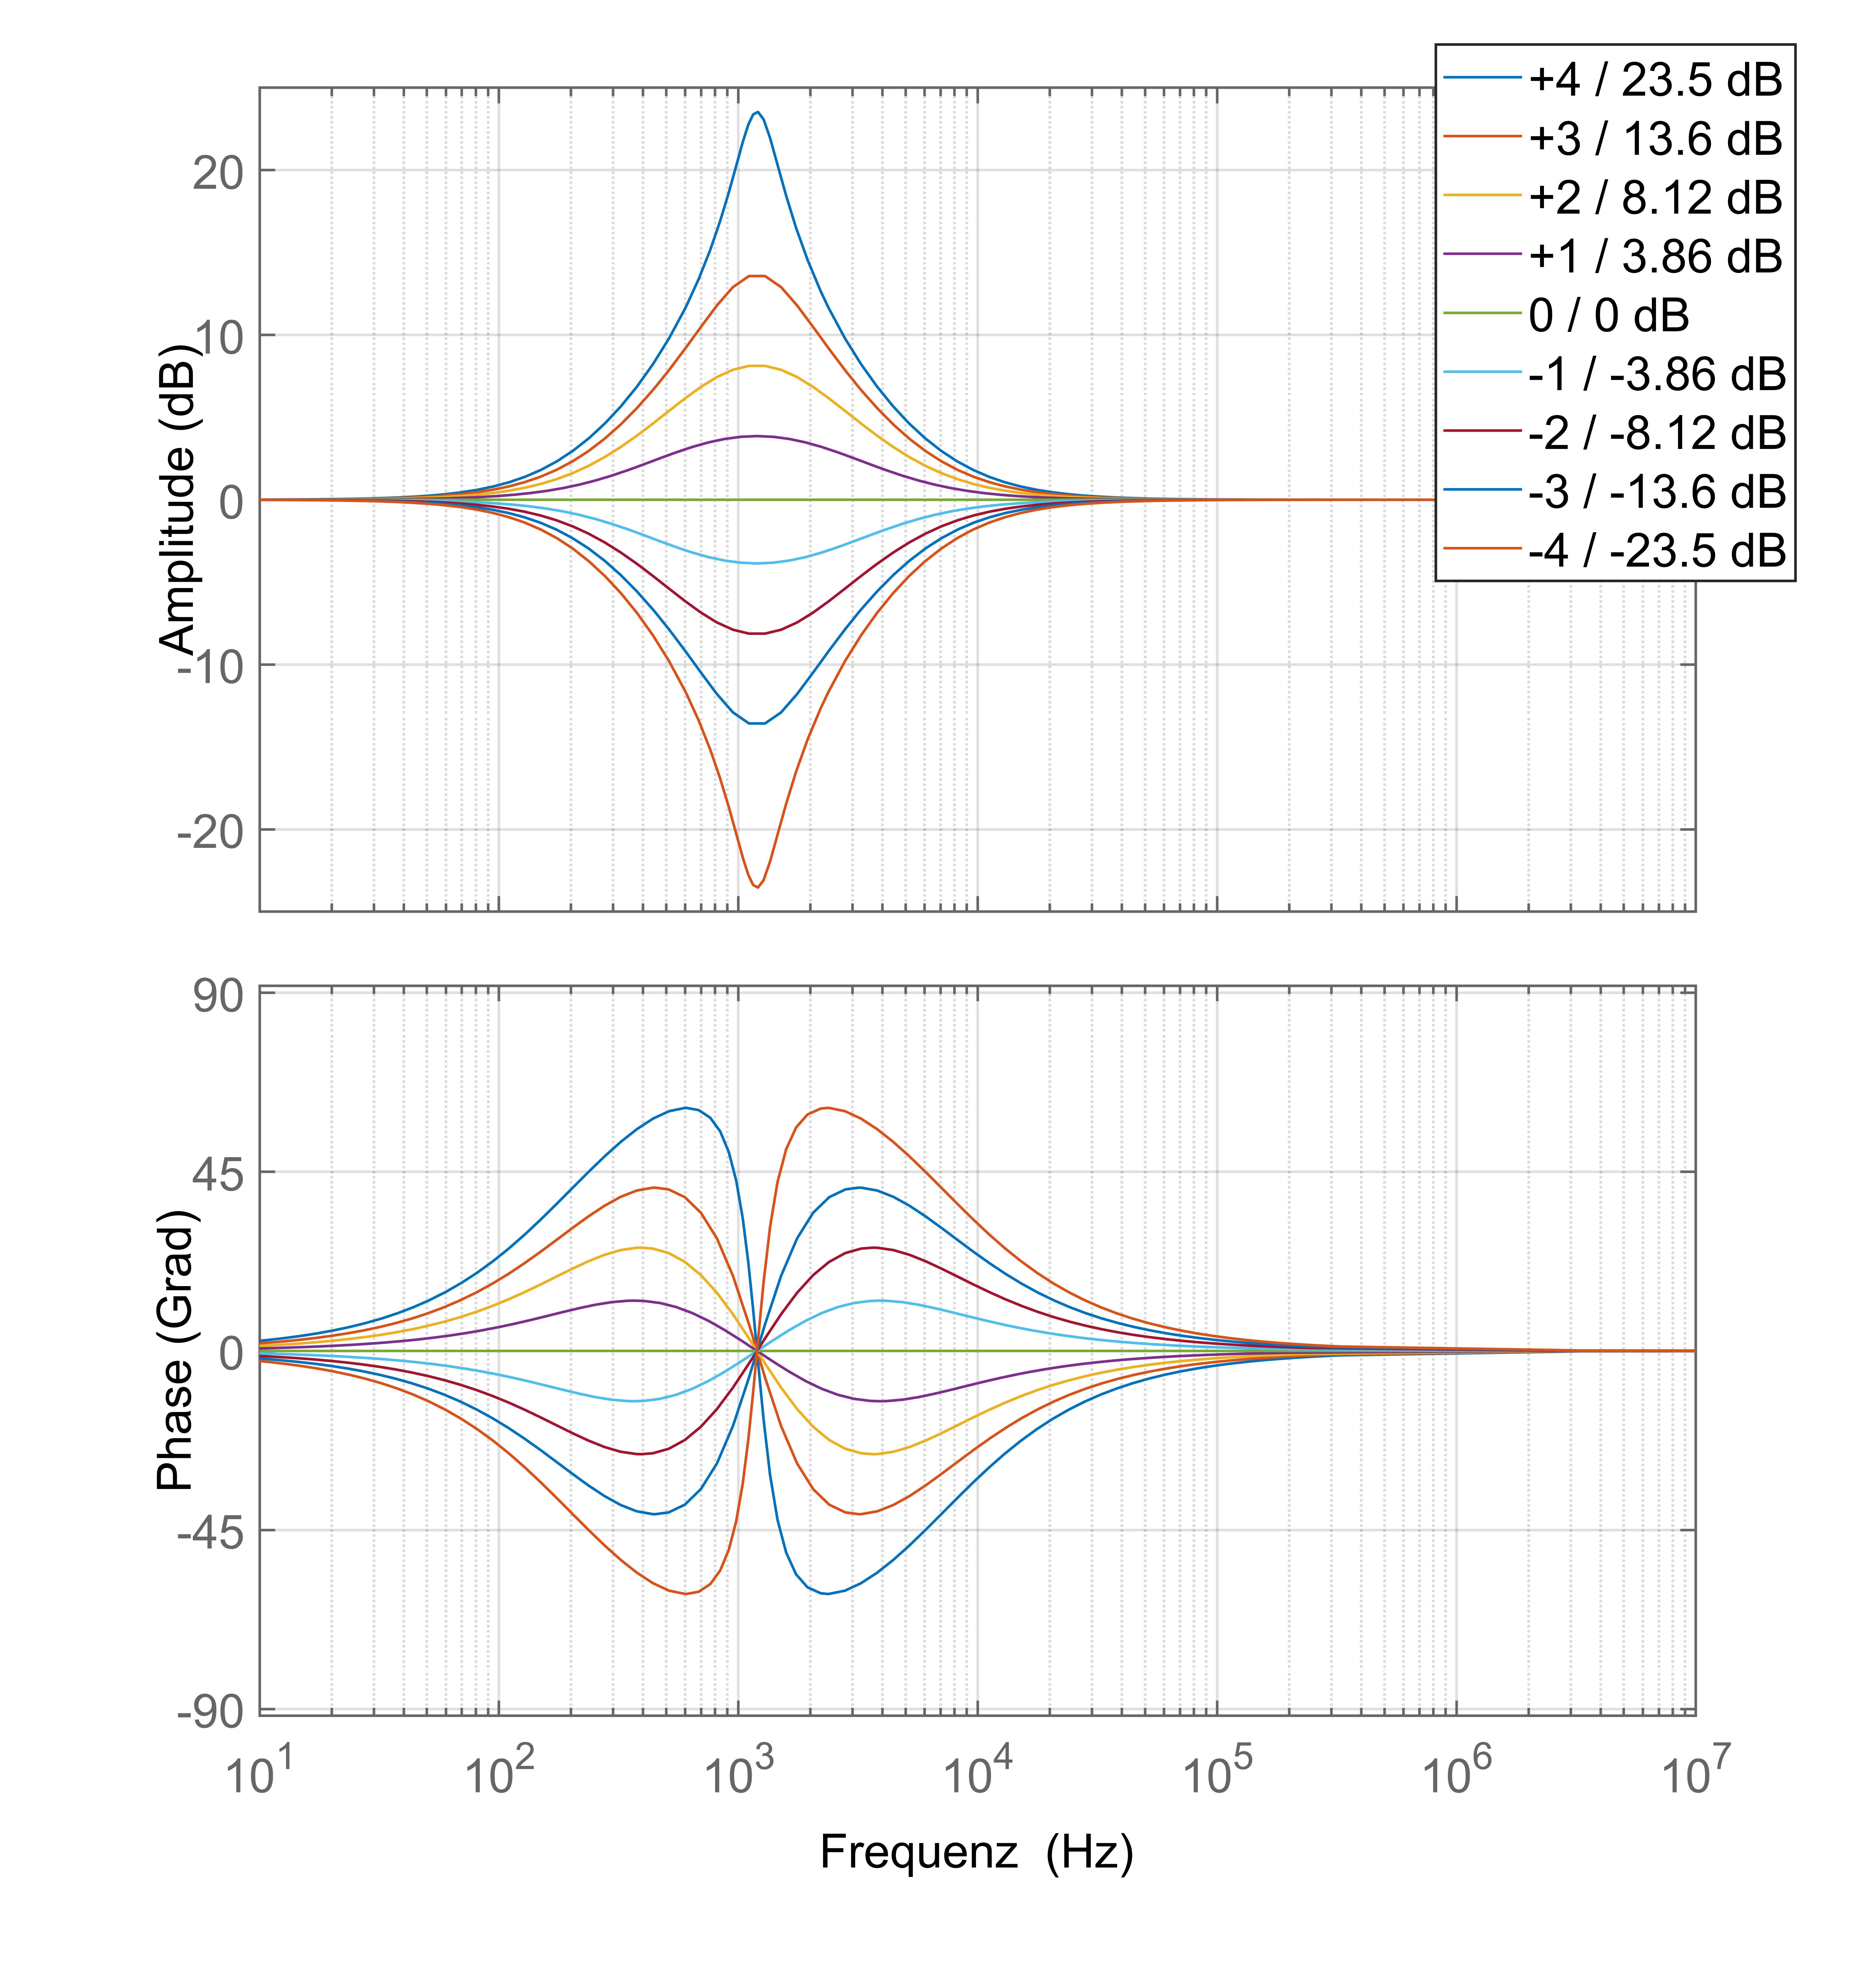 +4 / 23.5 dB
+3 / 13.6 dB
+2 / 8.12 dB
+1 / 3.86 dB
0 / 0 dB
-1 / -3.86 dB
-2 / -8.12 dB
-3 / -13.6 dB
-4 / -23.5 dB
20
10
0
-10
-20
Amplitude (dB)
90
45
0
-45
-90
Phase (Grad)
10¹ 10² 10³ 10⁴ 10⁵ 10⁶ 10⁷
Frequenz (Hz)